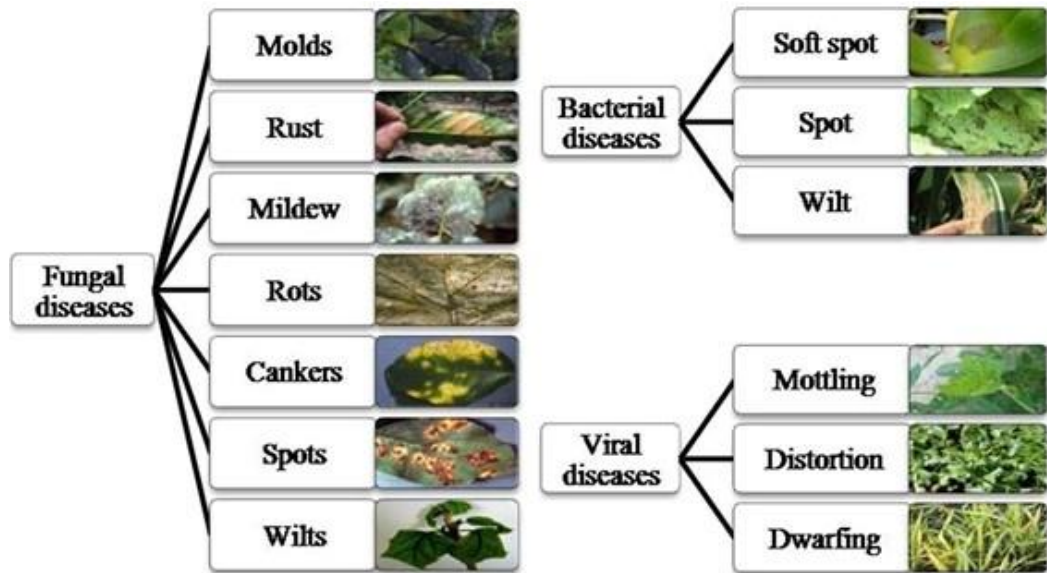 Fungal
diseases
Molds
Rust
Mildew
Rots
Cankers
Spots
Wilts
Bacterial
diseases
Soft spot
Spot
Wilt
Viral
diseases
Mottling
Distortion
Dwarfing